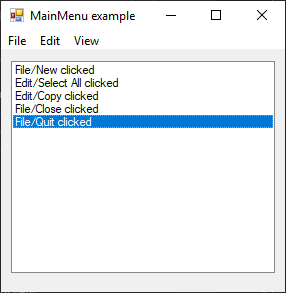 MainMenu example
File Edit View
File/New clicked
Edit/Select All clicked
Edit/Copy clicked
File/Close clicked
File/Quit clicked